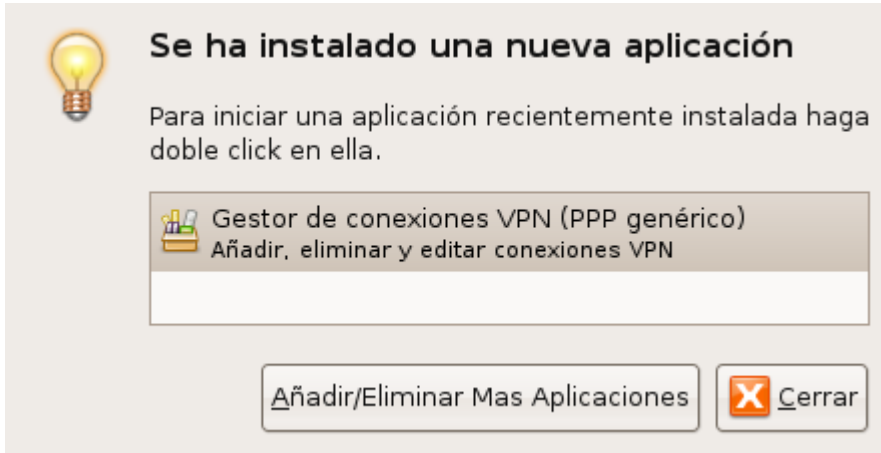 Se ha instalado una nueva aplicación
Para iniciar una aplicación recientemente instalada haga
doble click en ella.
Gestor de conexiones VPN (PPP genérico)
Añadir, eliminar y editar conexiones VPN
Añadir/Eliminar Mas Aplicaciones
Cerrar